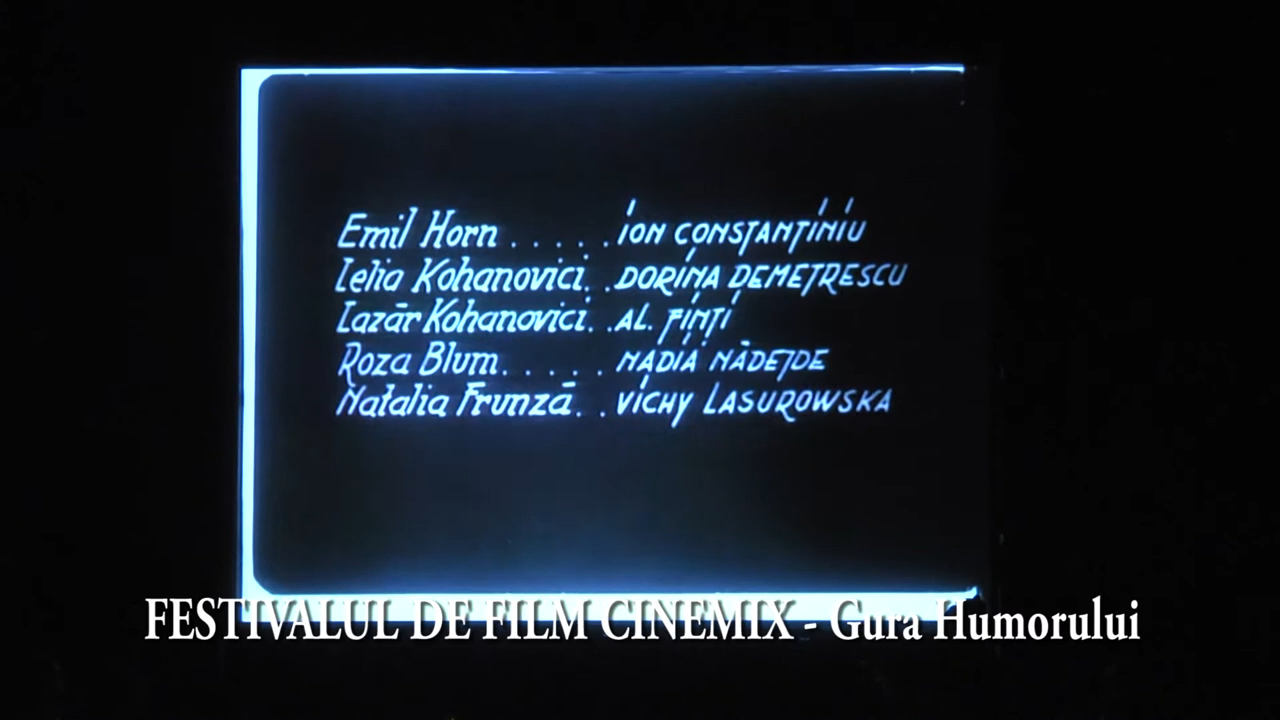 Emil Horn . . . . . ION CONSTANTINIU
Lelia Kohanovici. . DORINA DEMETRESCU
Lazăr Kohanovici. . AL. FINȚI
Roza Blum. . . . . NADIA NĂDEJDE
Natalia Frunză. . VICHY LASUROWSKA
FESTIVALUL DE FILM CINEMIX - Gura Humorului